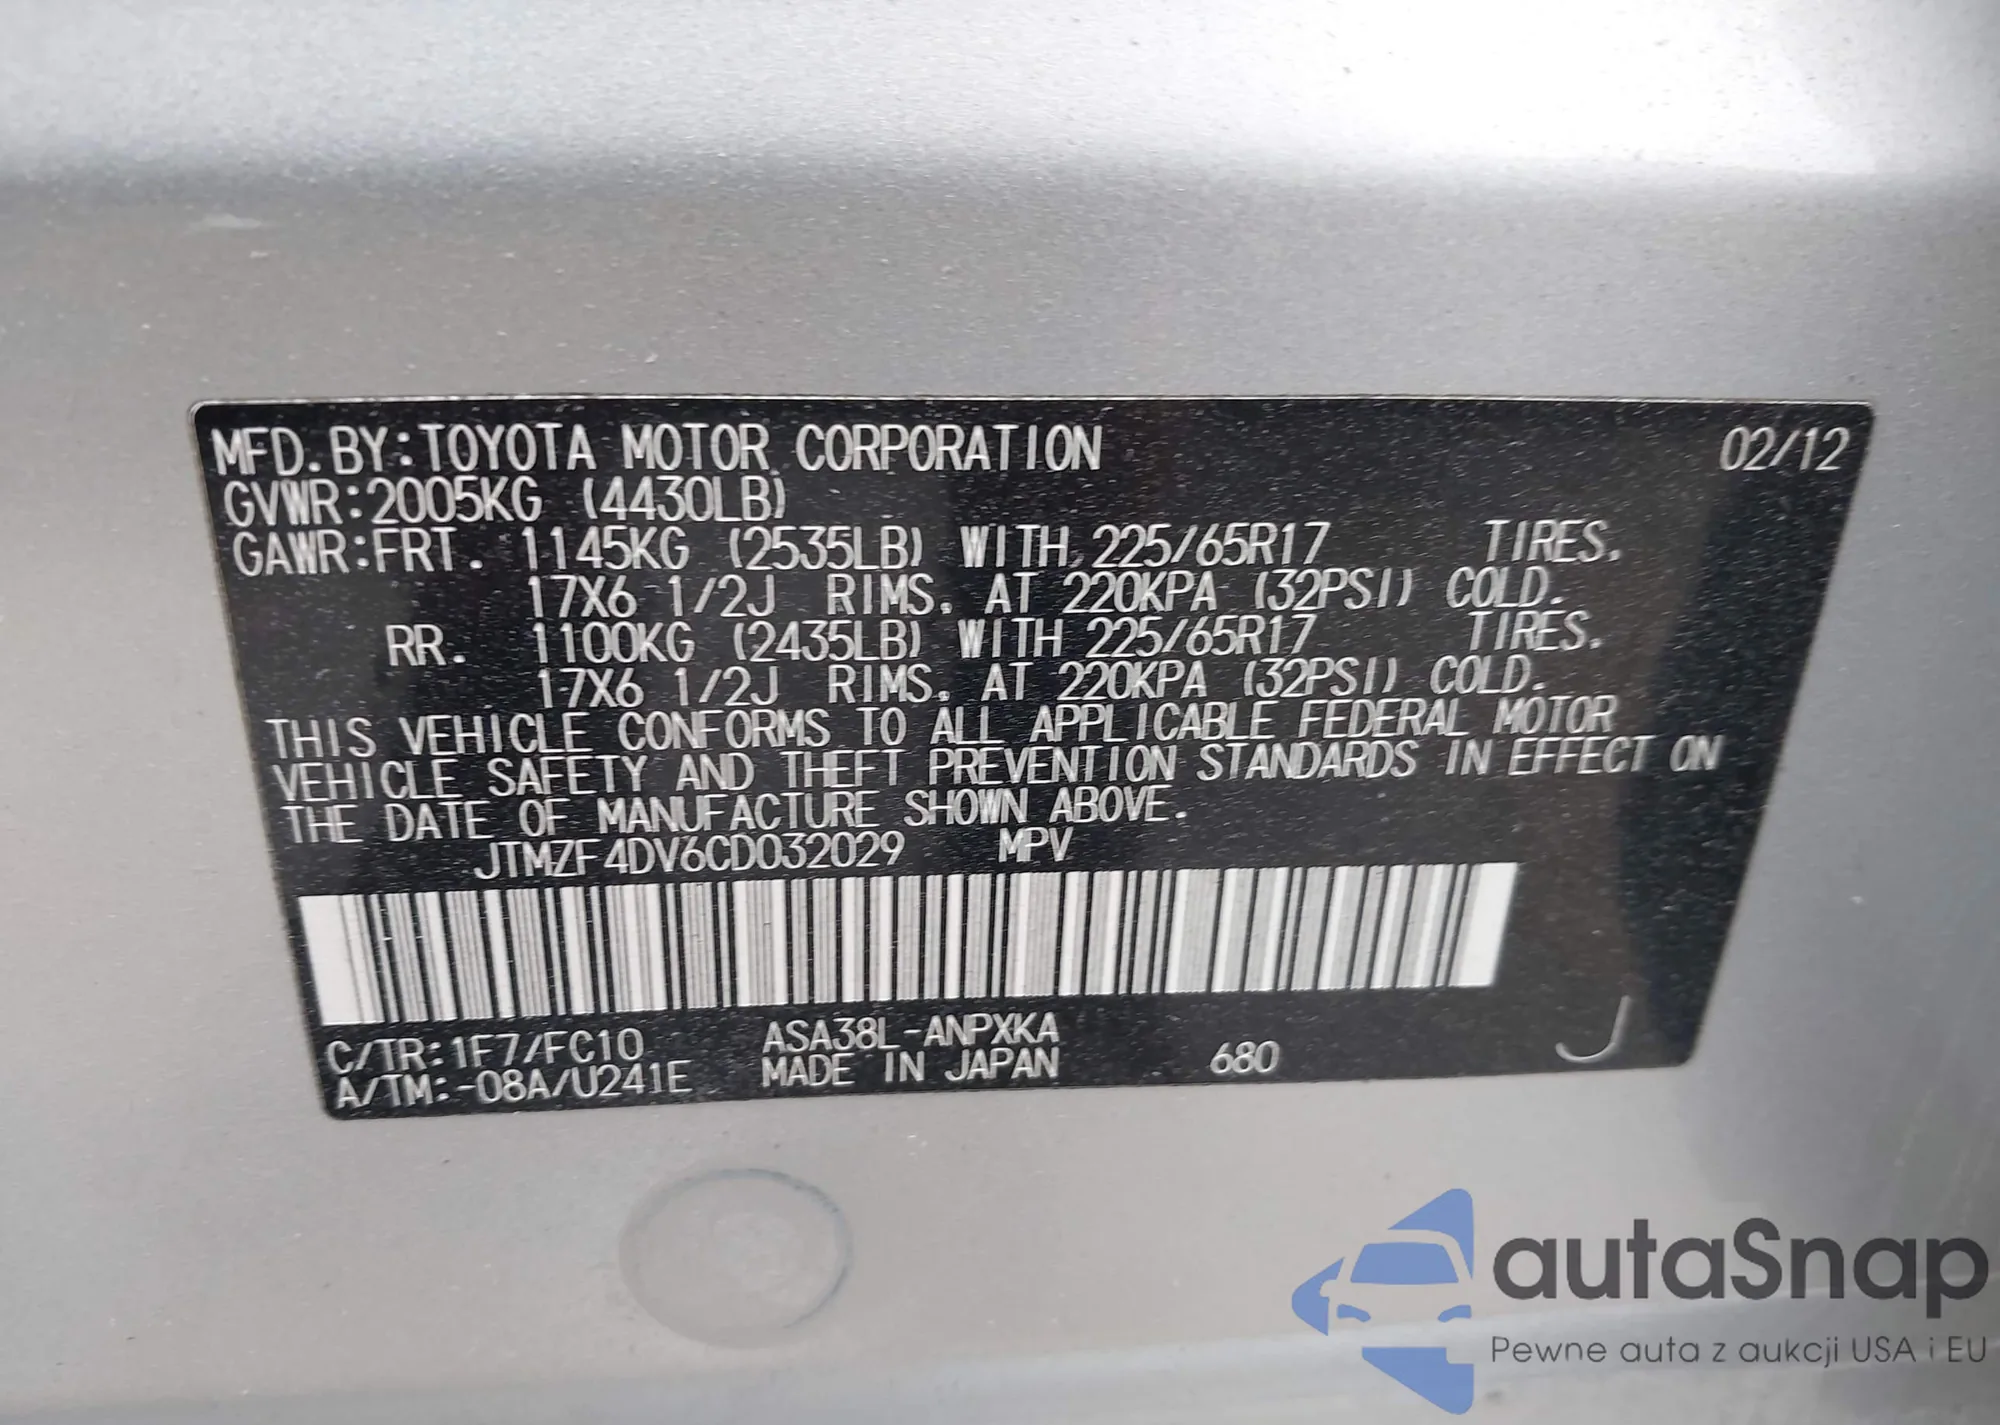 MFD. BY: TOYOTA MOTOR CORPORATION 02/12
GVWR: 2005KG (4430LB)
GAWR: FRT. 1145KG (2535LB) WITH 225/65R17 TIRES,
17X6 1/2J RIMS, AT 220KPA (32PSI) COLD.
RR. 1100KG (2435LB) WITH 225/65R17 TIRES,
17X6 1/2J RIMS, AT 220KPA (32PSI) COLD.
THIS VEHICLE CONFORMS TO ALL APPLICABLE FEDERAL MOTOR
VEHICLE SAFETY AND THEFT PREVENTION STANDARDS IN EFFECT ON
THE DATE OF MANUFACTURE SHOWN ABOVE.
JTMZF4DV6CD032029 MPV
C/TR: 1F7/FC10 ASA38L-ANPXKA
A/TM: -08A/U241E MADE IN JAPAN 680 J
autaSnap
Pewne auta z aukcji USA i EU